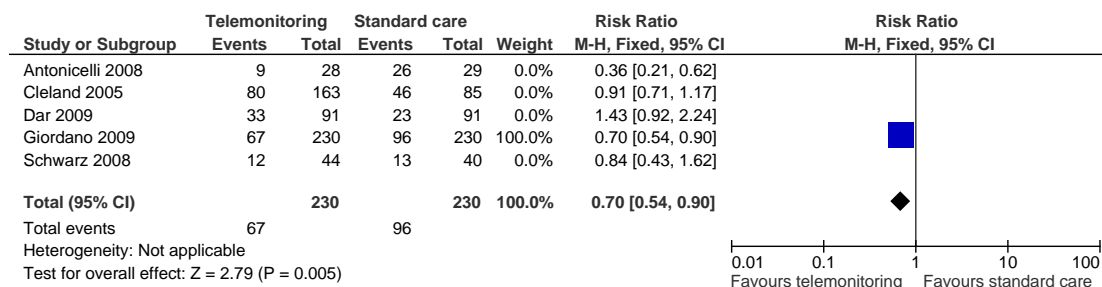 Telemonitoring Standard care Risk Ratio Risk Ratio
Study or Subgroup Events Total Events Total Weight M-H, Fixed, 95% CI M-H, Fixed, 95% CI
Antonicelli 2008 9 28 26 29 0.0% 0.36 [0.21, 0.62]
Cleland 2005 80 163 46 85 0.0% 0.91 [0.71, 1.17]
Dar 2009 33 91 23 91 0.0% 1.43 [0.92, 2.24]
Giordano 2009 67 230 96 230 100.0% 0.70 [0.54, 0.90]
Schwarz 2008 12 44 13 40 0.0% 0.84 [0.43, 1.62]
Total (95% CI) 230 230 100.0% 0.70 [0.54, 0.90]
Total events 67 96
Heterogeneity: Not applicable
Test for overall effect: Z = 2.79 (P = 0.005)
0.01 0.1 1 10 100
Favours telemonitoring Favours standard care